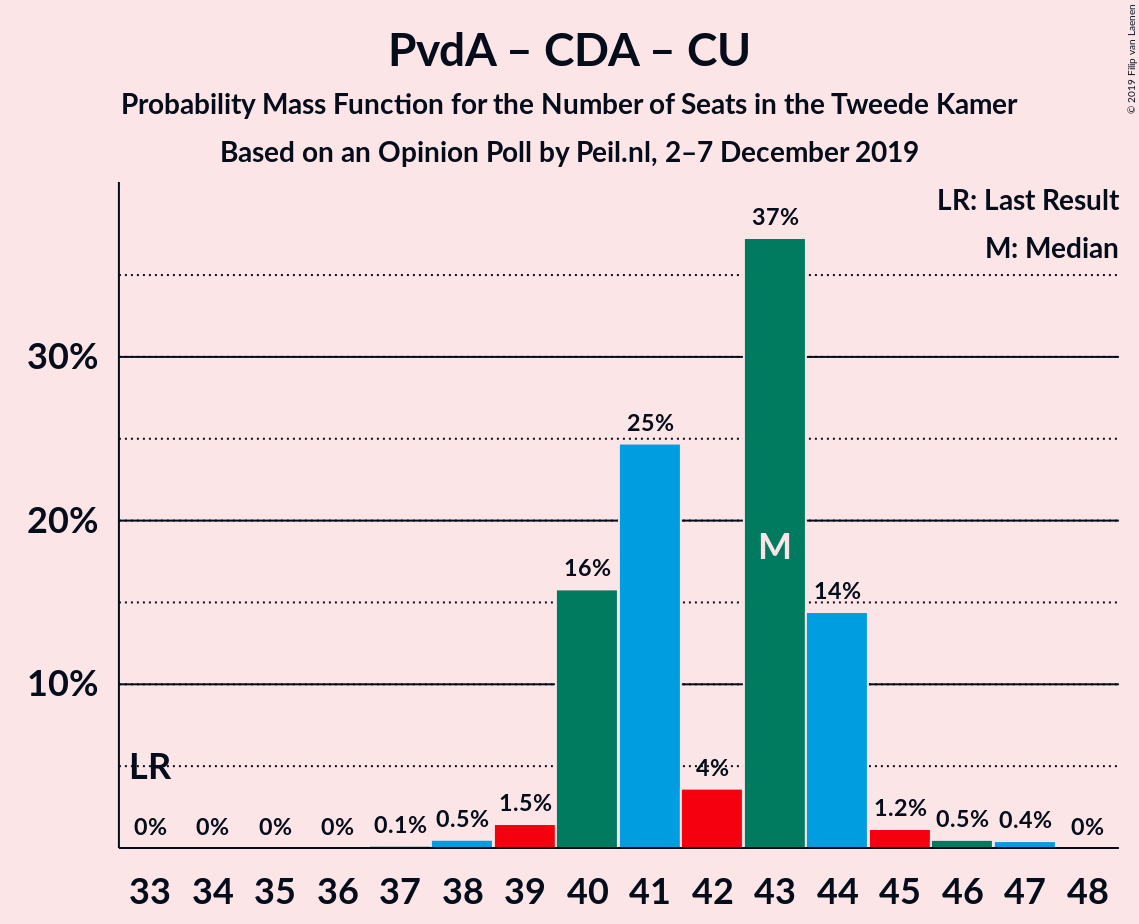 PvdA – CDA – CU
Probability Mass Function for the Number of Seats in the Tweede Kamer
Based on an Opinion Poll by Peil.nl, 2–7 December 2019
© 2019 Filip van Laenen
LR: Last Result
M: Median
37%
30%
25%
20%
16%
M
14%
10%
LR
4%
0% 0% 0% 0% 0.1% 0.5% 1.5% 1.2% 0.5% 0.4% 0%
33 34 35 36 37 38 39 40 41 42 43 44 45 46 47 48